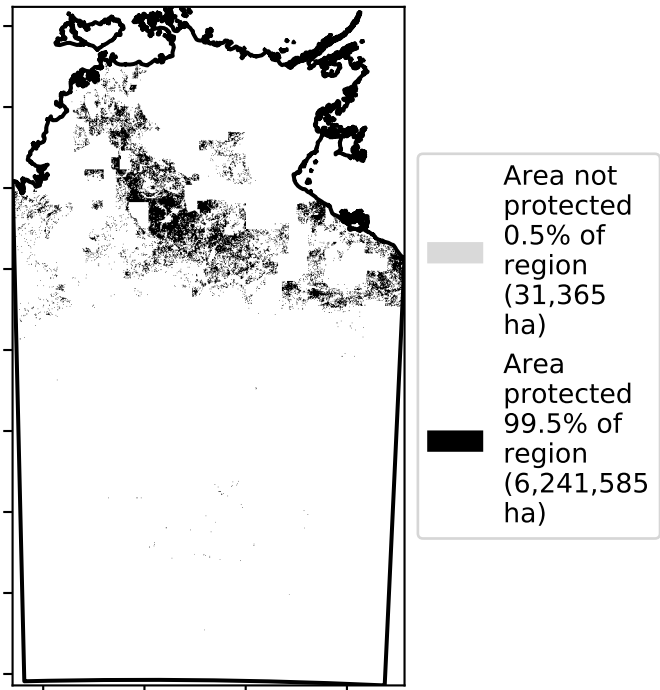 Area not
protected
0.5% of
region
(31,365
ha)
Area
protected
99.5% of
region
(6,241,585
ha)